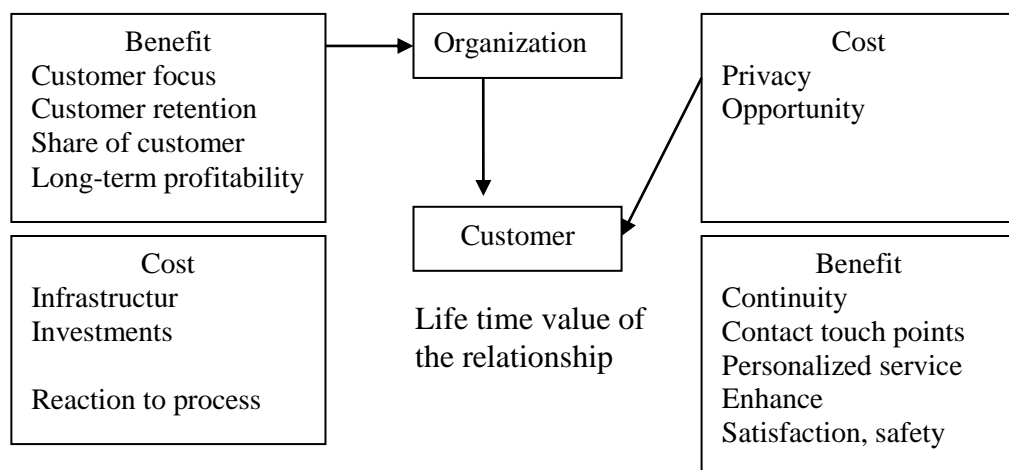 Benefit
Customer focus
Customer retention
Share of customer
Long-term profitability
Cost
Infrastructur
Investments
Reaction to process
Organization
Customer
Life time value of
the relationship
Cost
Privacy
Opportunity
Benefit
Continuity
Contact touch points
Personalized service
Enhance
Satisfaction, safety